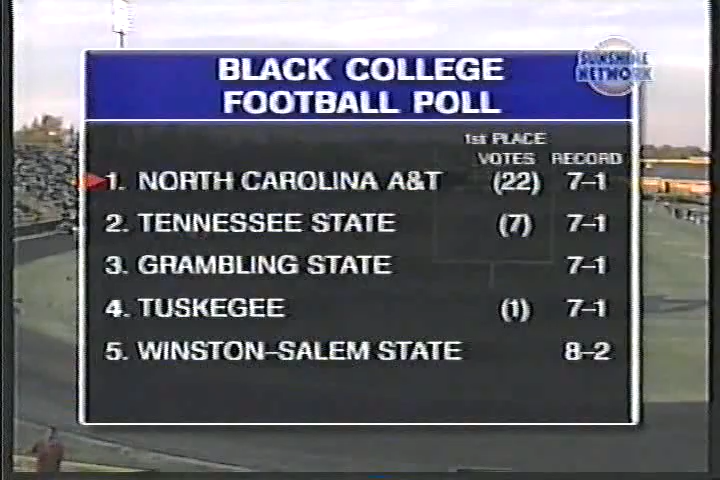 SUNSHINE
NETWORK
BLACK COLLEGE
FOOTBALL POLL
1st PLACE
VOTES RECORD
1. NORTH CAROLINA A&T (22) 7–1
2. TENNESSEE STATE (7) 7–1
3. GRAMBLING STATE 7–1
4. TUSKEGEE (1) 7–1
5. WINSTON–SALEM STATE 8–2